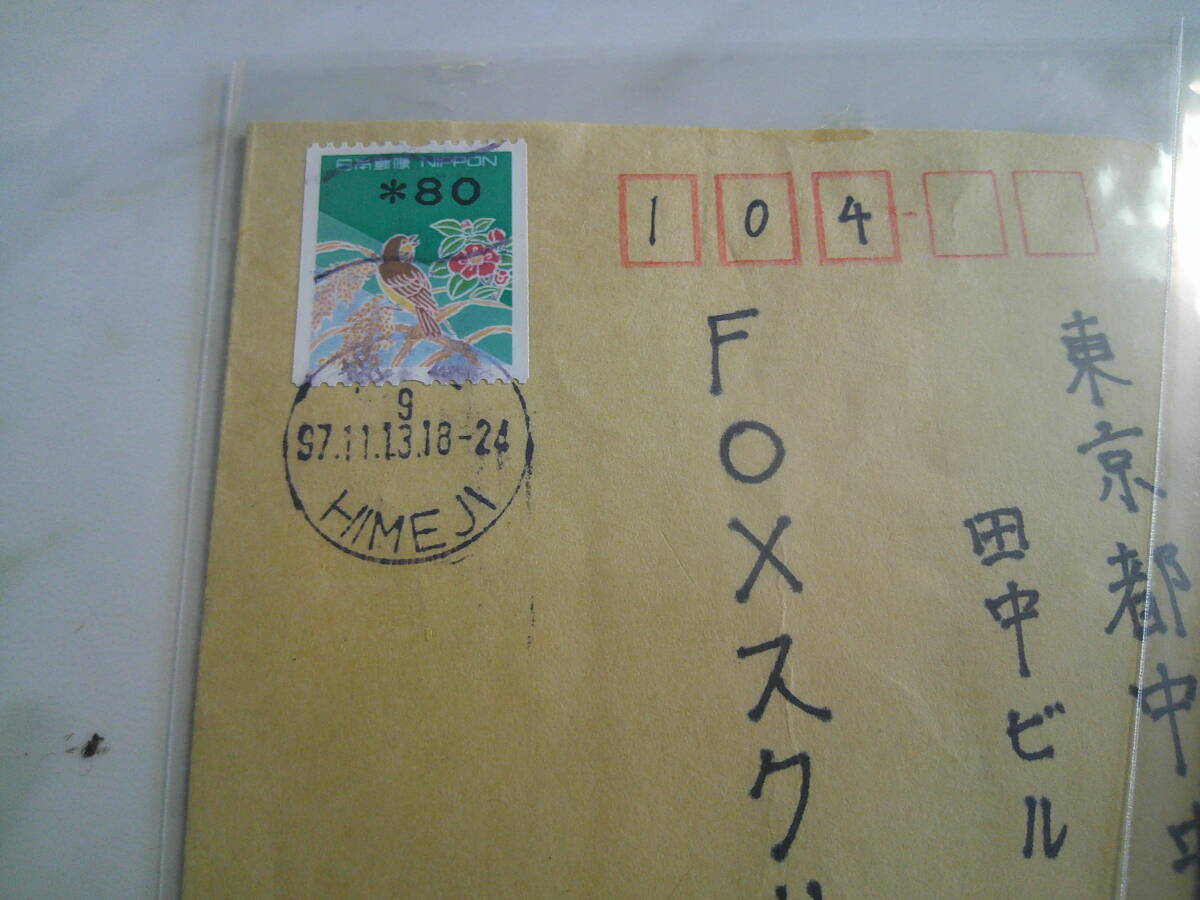 日本郵便 NIPPON
*80
9
97.11.13.18-24
HIMEJI
104-
東京都中央
田中ビル
FOXスク